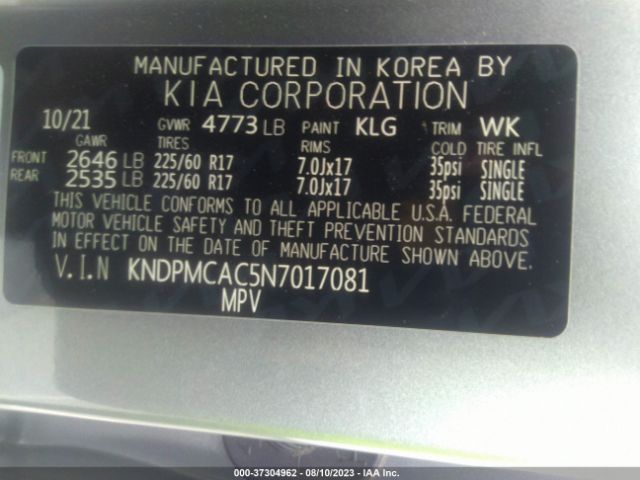 MANUFACTURED IN KOREA BY
KIA CORPORATION
10/21 GVWR 4773 LB PAINT KLG TRIM WK
GAWR TIRES RIMS COLD TIRE INFL
FRONT 2646 LB 225/60 R17 7.0Jx17 35psi SINGLE
REAR 2535 LB 225/60 R17 7.0Jx17 35psi SINGLE
THIS VEHICLE CONFORMS TO ALL APPLICABLE U.S.A. FEDERAL
MOTOR VEHICLE SAFETY AND THEFT PREVENTION STANDARDS
IN EFFECT ON THE DATE OF MANUFACTURE SHOWN ABOVE.
V.I.N KNDPMCAC5N7017081
MPV
000-37304962 - 08/10/2023 - IAA Inc.